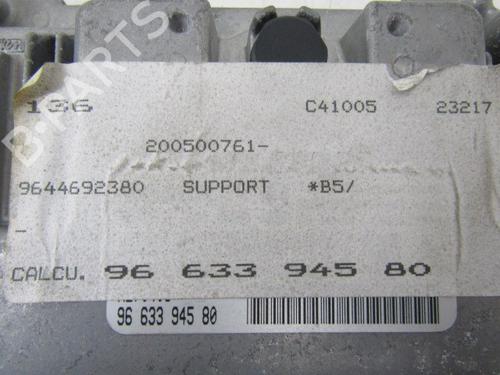 B-PARTS
136 C41005 23217
200500761-
9644692380 SUPPORT *B5/
-
CALCU. 96 633 945 80
96 633 945 80